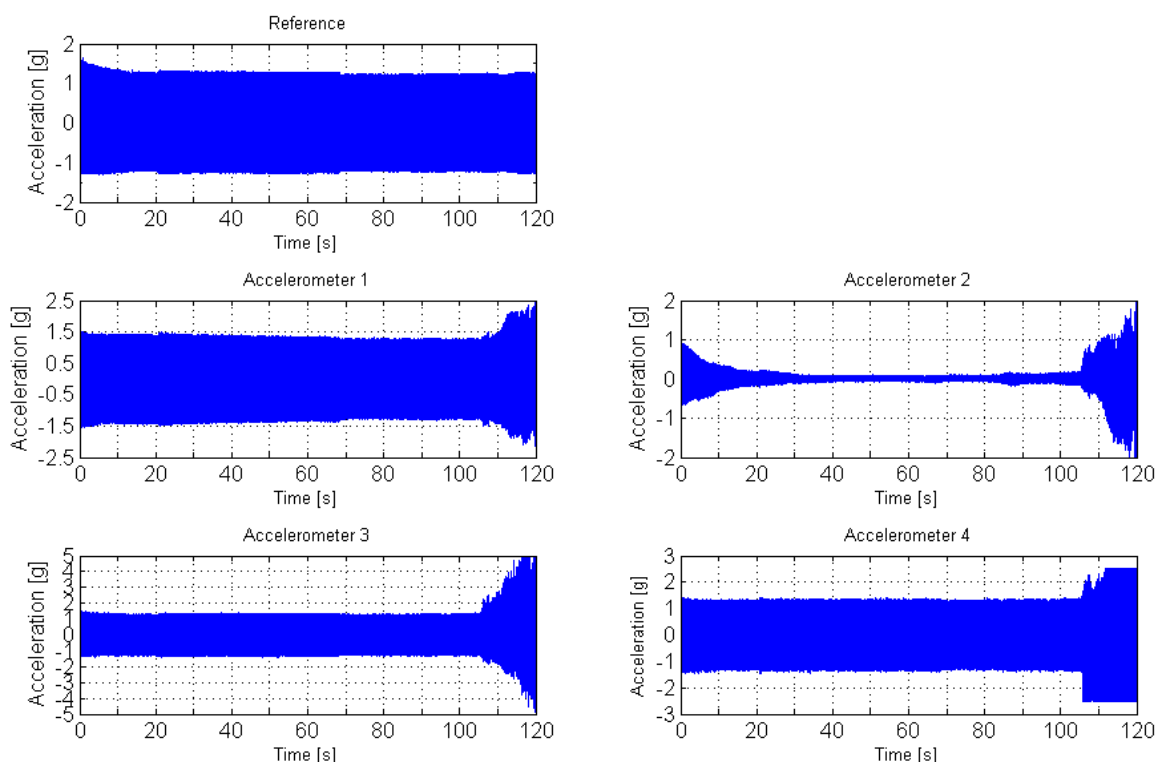 Reference
Acceleration [g]
2
1
0
-1
-2
0 20 40 60 80 100 120
Time [s]
Accelerometer 1
Acceleration [g]
2.5
1.5
0.5
-0.5
-1.5
-2.5
0 20 40 60 80 100 120
Time [s]
Accelerometer 2
Acceleration [g]
2
1
0
-1
-2
0 20 40 60 80 100 120
Time [s]
Accelerometer 3
Acceleration [g]
5
4
3
2
1
0
-1
-2
-3
-4
-5
0 20 40 60 80 100 120
Time [s]
Accelerometer 4
Acceleration [g]
3
2
1
0
-1
-2
-3
0 20 40 60 80 100 120
Time [s]